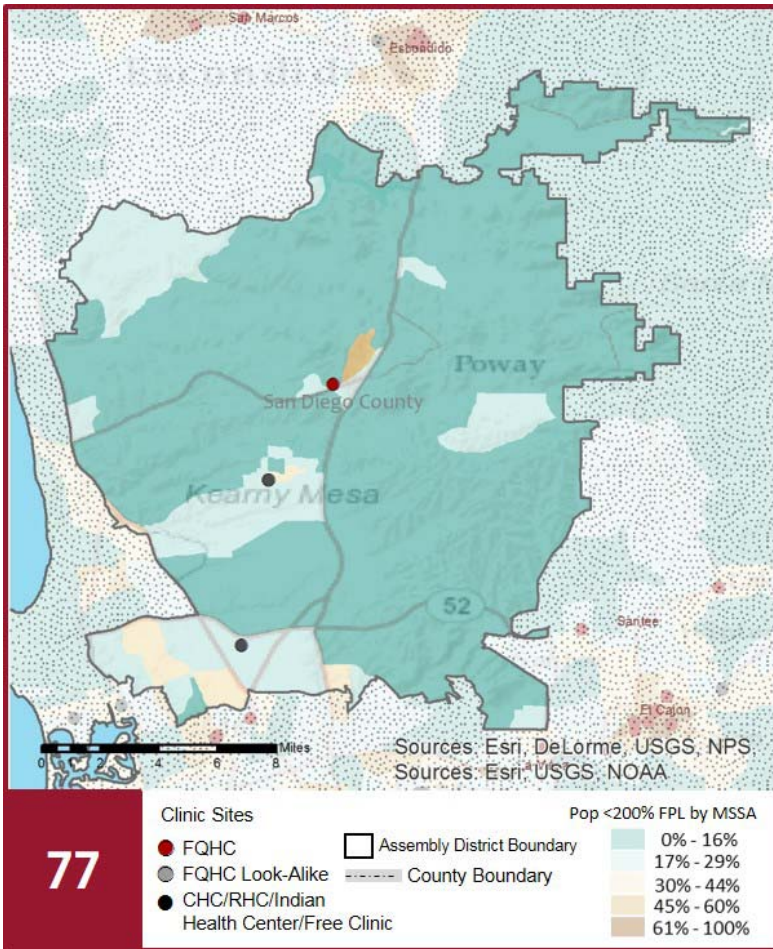 San Marcos
Escondido
Poway
San Diego County
Kearny Mesa
52
Santee
El Cajon
0 2 4 6 8 Miles
Sources: Esri, DeLorme, USGS, NPS
Sources: Esri, USGS, NOAA
77
Clinic Sites
FQHC
FQHC Look-Alike
CHC/RHC/Indian
Health Center/Free Clinic
Assembly District Boundary
County Boundary
Pop <200% FPL by MSSA
0% - 16%
17% - 29%
30% - 44%
45% - 60%
61% - 100%